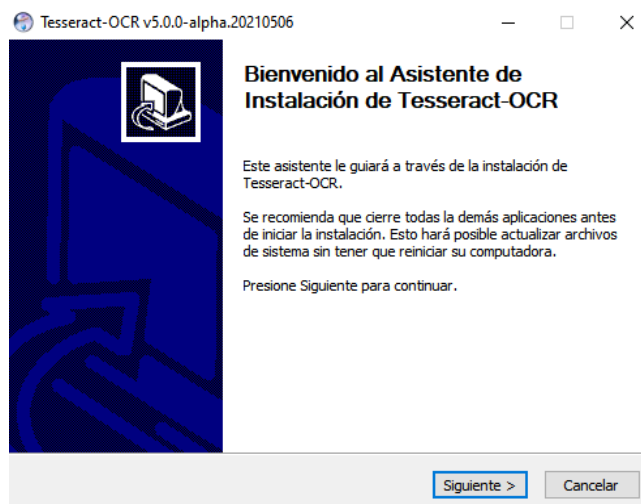 Tesseract-OCR v5.0.0-alpha.20210506
Bienvenido al Asistente de
Instalación de Tesseract-OCR
Este asistente le guiará a través de la instalación de
Tesseract-OCR.
Se recomienda que cierre todas la demás aplicaciones antes
de iniciar la instalación. Esto hará posible actualizar archivos
de sistema sin tener que reiniciar su computadora.
Presione Siguiente para continuar.
Siguiente > Cancelar